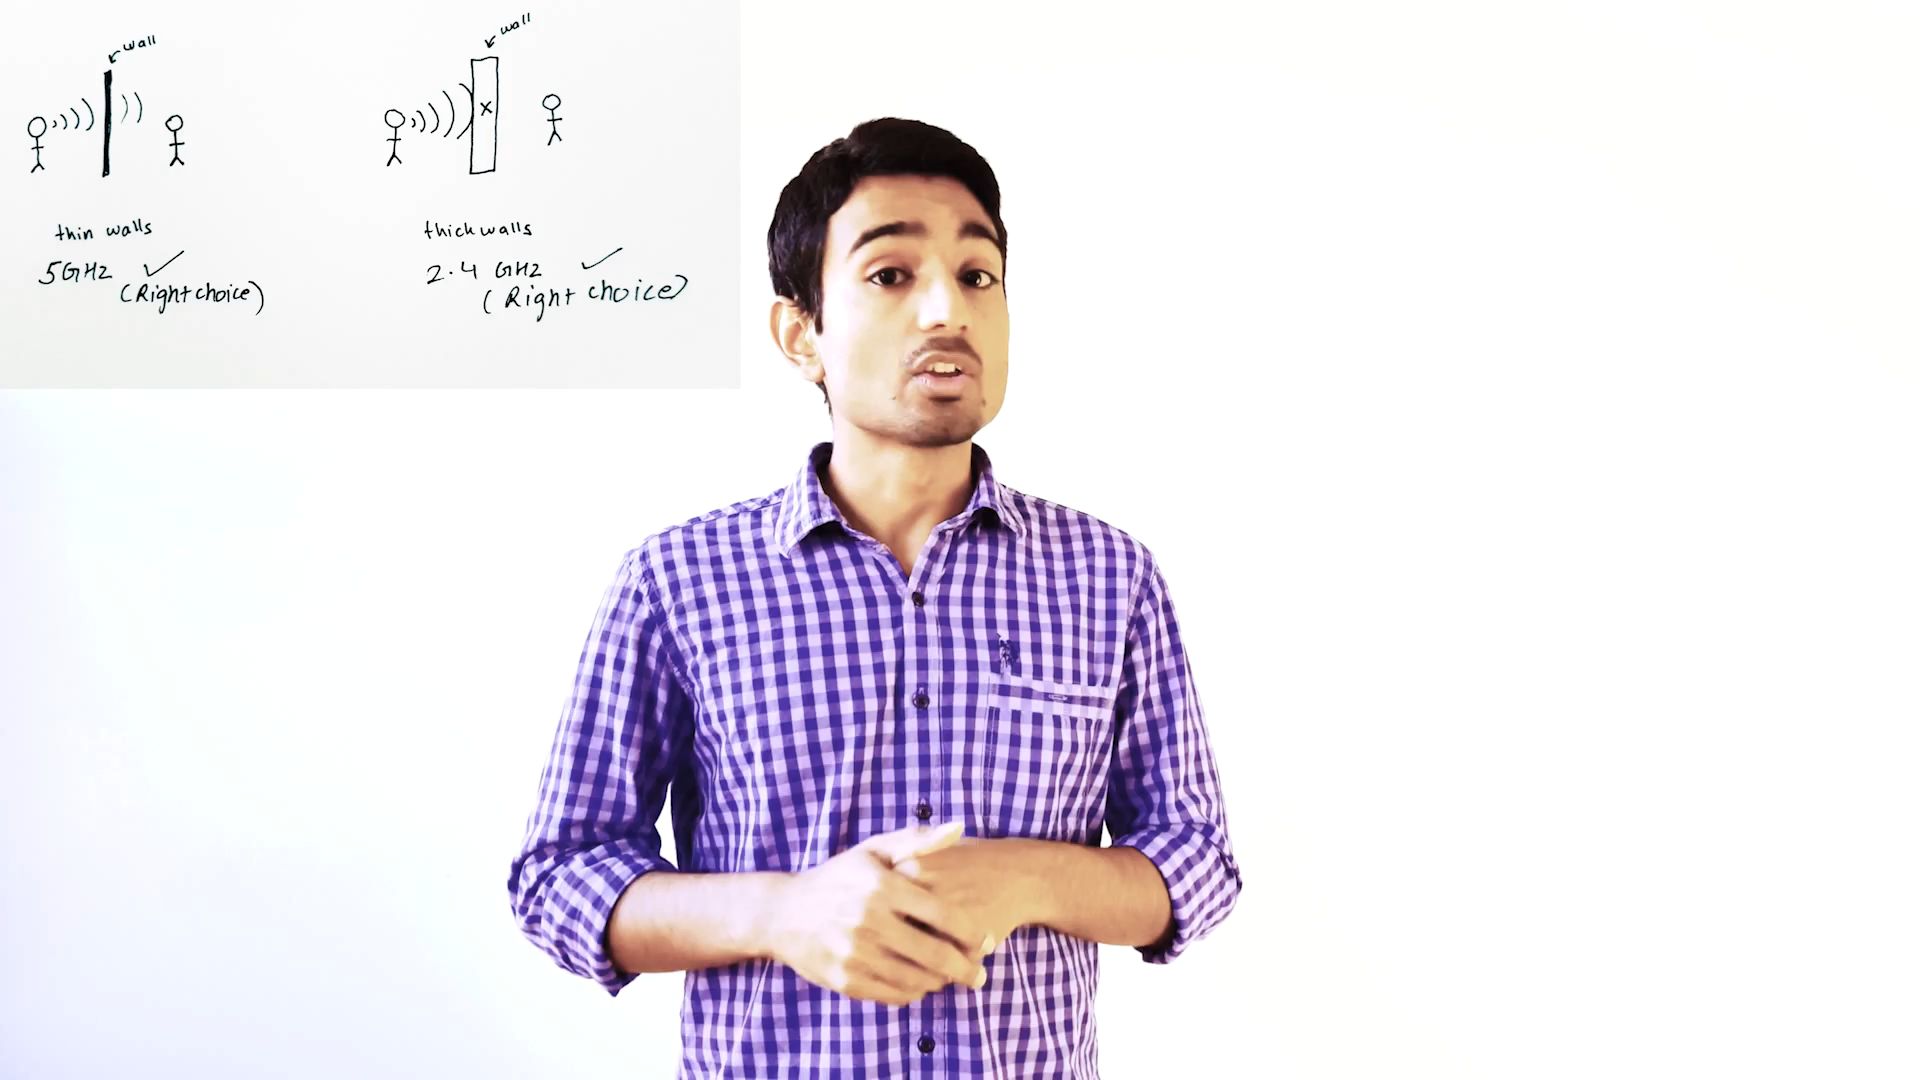 wall
wall
thin walls
5GHz
(Right choice)
thick walls
2.4 GHz
(Right choice)